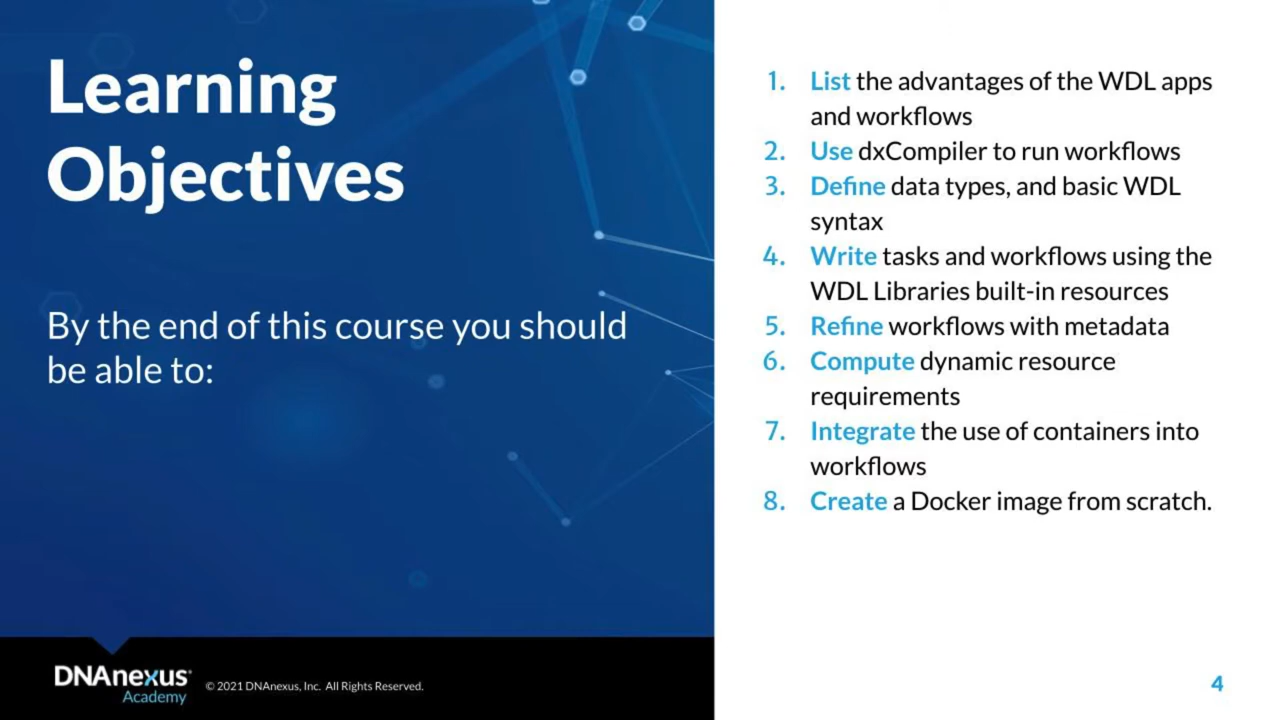 Learning
Objectives
By the end of this course you should
be able to:
1. List the advantages of the WDL apps
and workflows
2. Use dxCompiler to run workflows
3. Define data types, and basic WDL
syntax
4. Write tasks and workflows using the
WDL Libraries built-in resources
5. Refine workflows with metadata
6. Compute dynamic resource
requirements
7. Integrate the use of containers into
workflows
8. Create a Docker image from scratch.
DNAnexus
Academy
© 2021 DNAnexus, Inc. All Rights Reserved.
4